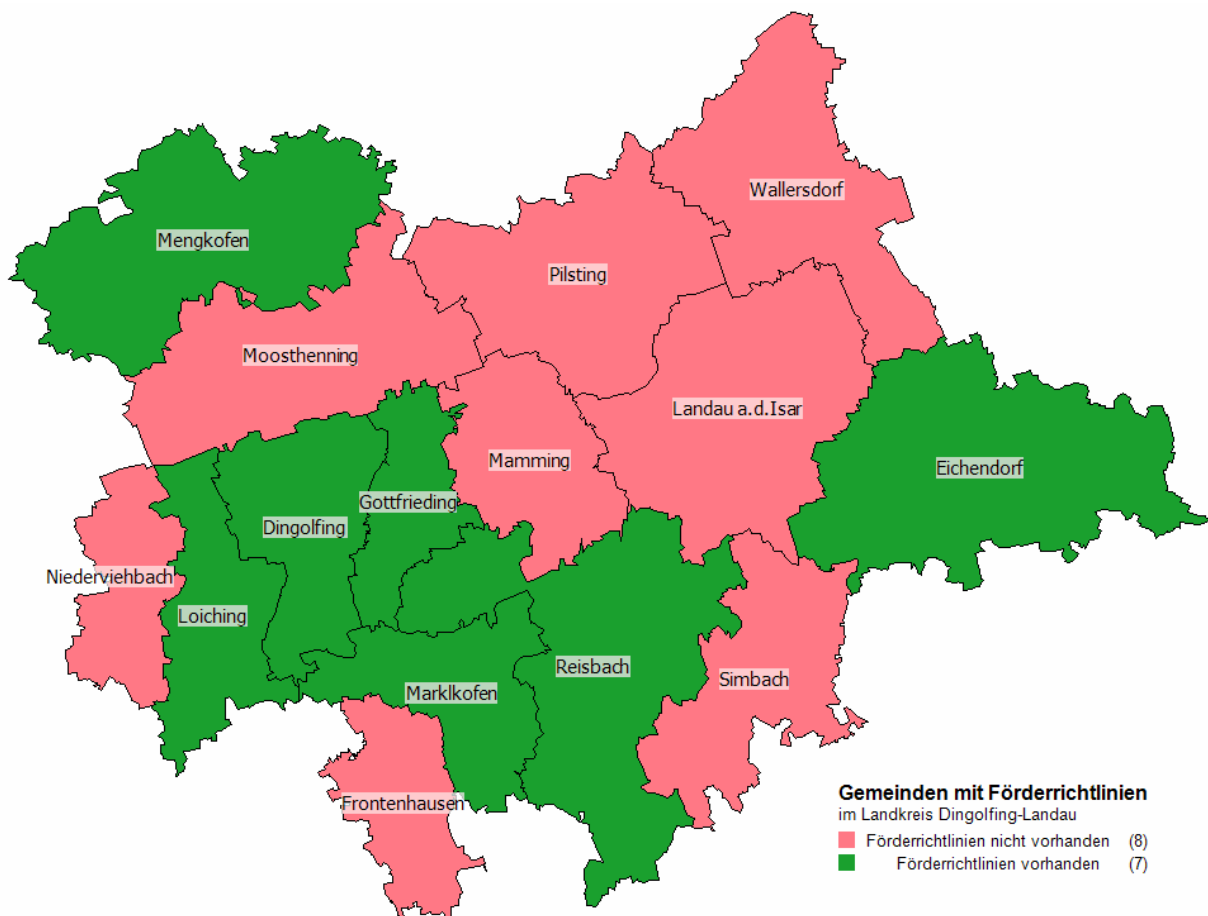 Wallersdorf
Mengkofen
Pilsting
Moosthenning
Landau a.d.Isar
Mamming
Eichendorf
Gottfrieding
Dingolfing
Niederviehbach
Loiching
Reisbach
Simbach
Marklkofen
Frontenhausen
Gemeinden mit Förderrichtlinien
im Landkreis Dingolfing-Landau
Förderrichtlinien nicht vorhanden (8)
Förderrichtlinien vorhanden (7)